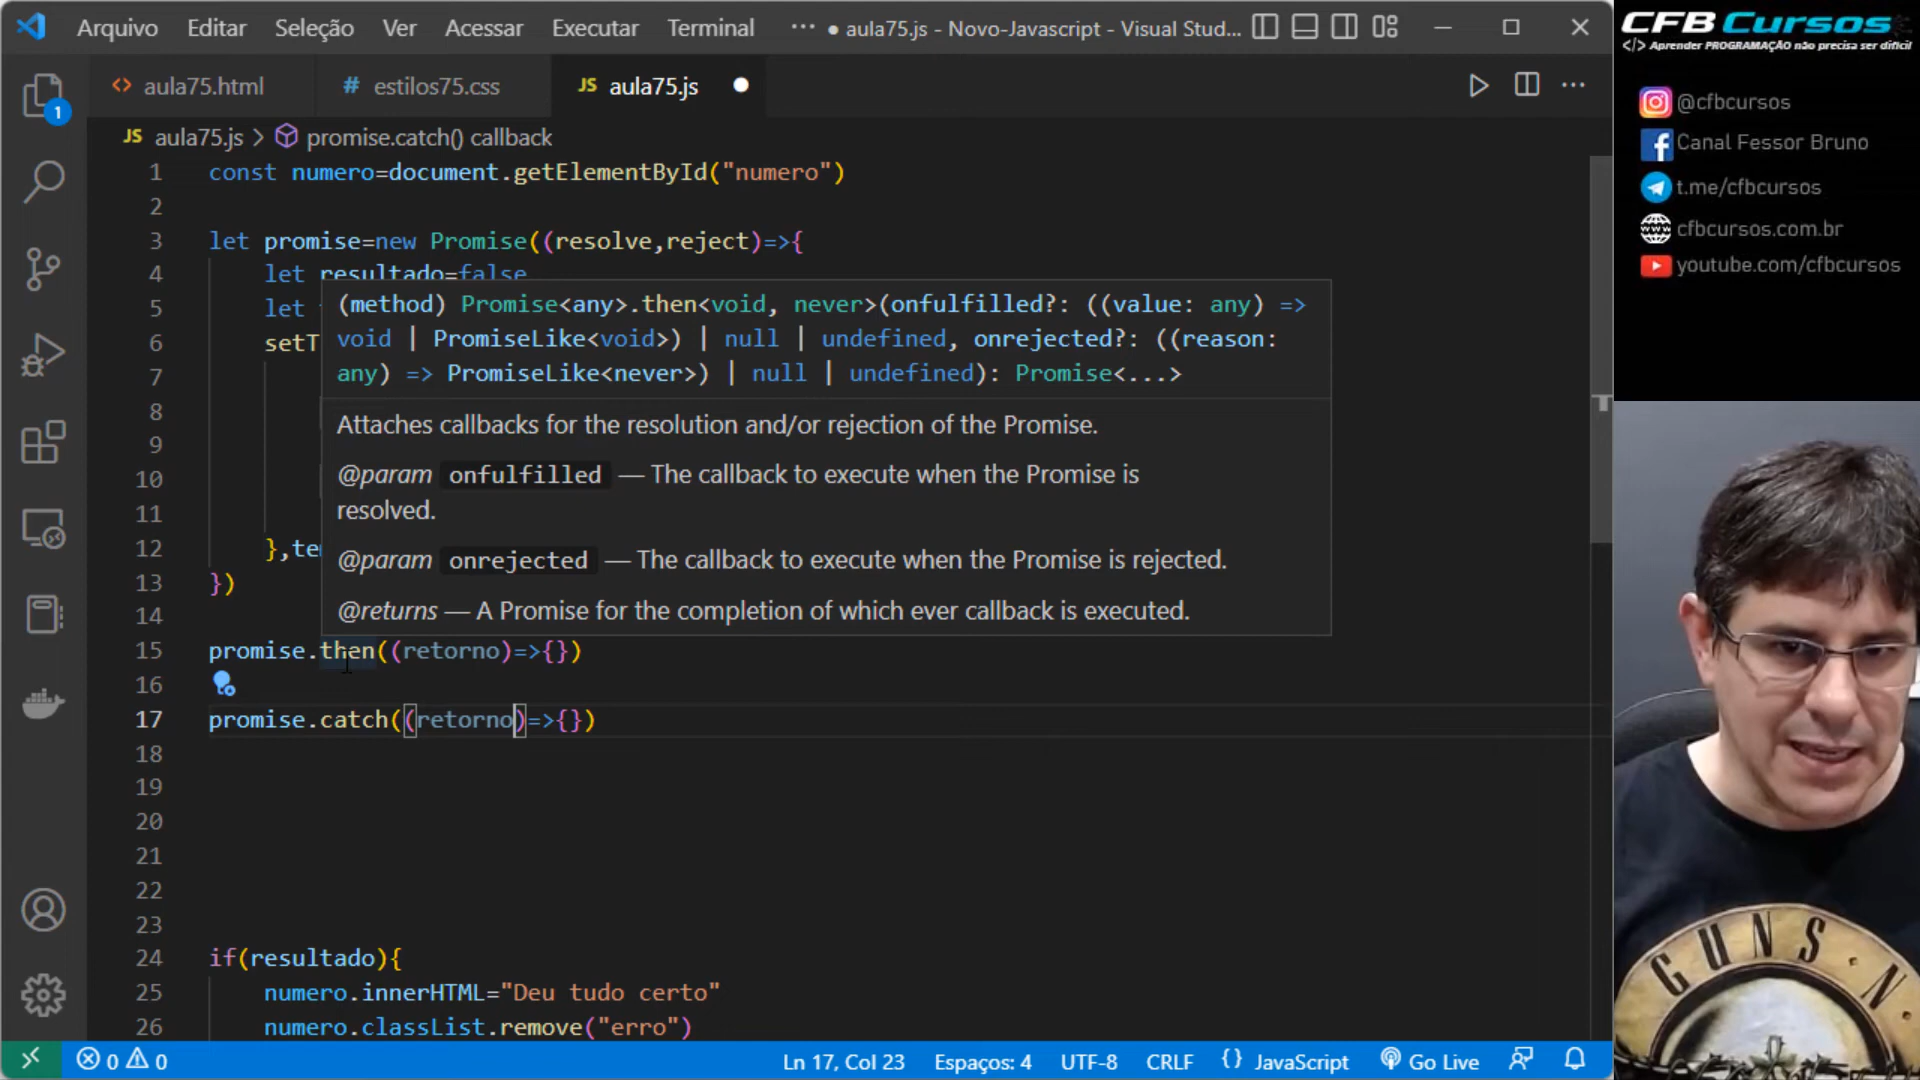 Arquivo Editar Seleção Ver Acessar Executar Terminal ··· ● aula75.js - Novo-Javascript - Visual Stud...
CFB Cursos
</> Aprender PROGRAMAÇÃO não precisa ser difícil
@cfbcursos
Canal Fessor Bruno
t.me/cfbcursos
cfbcursos.com.br
youtube.com/cfbcursos
1
<> aula75.html # estilos75.css JS aula75.js ●
JS aula75.js > promise.catch() callback
1 const numero=document.getElementById("numero")
2
3 let promise=new Promise((resolve,reject)=>{
4 let resultado=false
5 let
6 setT
7
8
9
10
11
12 },te
13 })
14
(method) Promise<any>.then<void, never>(onfulfilled?: ((value: any) =>
void | PromiseLike<void>) | null | undefined, onrejected?: ((reason:
any) => PromiseLike<never>) | null | undefined): Promise<...>
Attaches callbacks for the resolution and/or rejection of the Promise.
@param onfulfilled — The callback to execute when the Promise is
resolved.
@param onrejected — The callback to execute when the Promise is rejected.
@returns — A Promise for the completion of which ever callback is executed.
15 promise.then((retorno)=>{})
16
17 promise.catch((retorno)=>{})
18
19
20
21
22
23
24 if(resultado){
25 numero.innerHTML="Deu tudo certo"
26 numero.classList.remove("erro")
0 0 Ln 17, Col 23 Espaços: 4 UTF-8 CRLF {} JavaScript Go Live
GUNS N